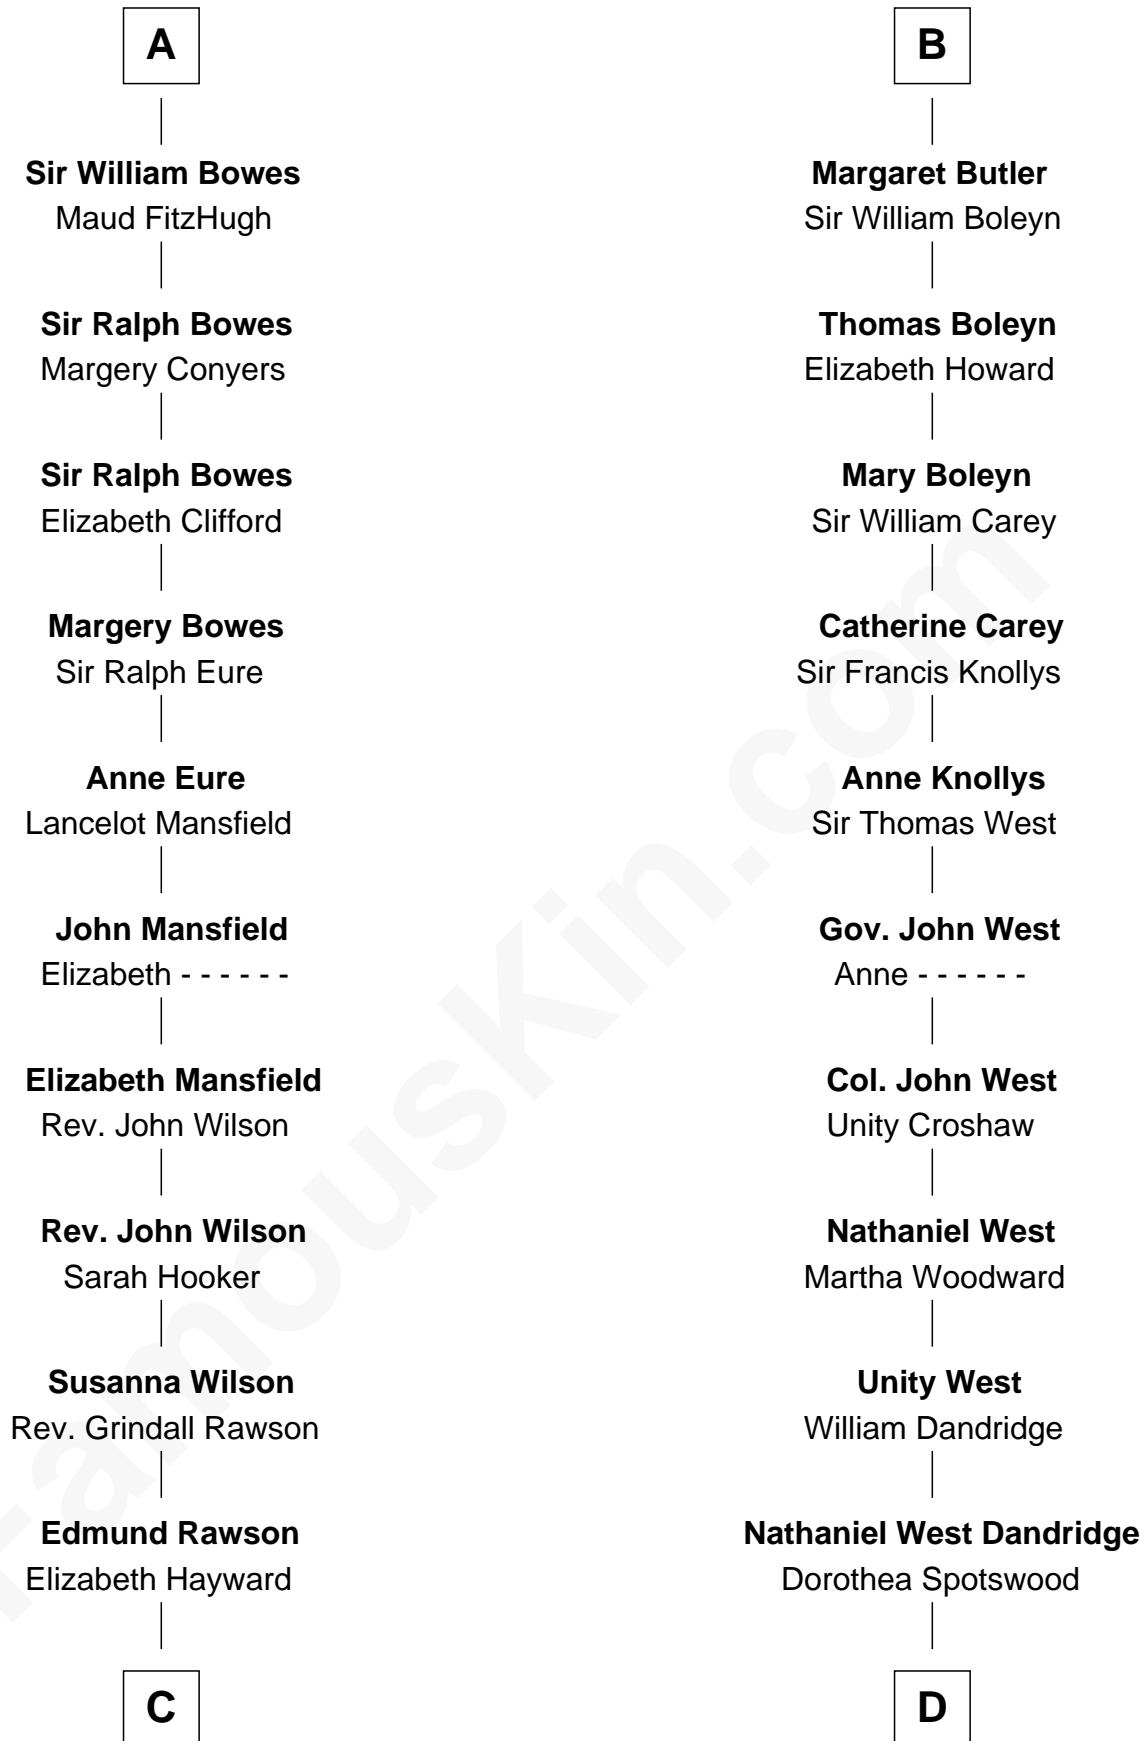 A
Sir William Bowes
Maud FitzHugh
Sir Ralph Bowes
Margery Conyers
Sir Ralph Bowes
Elizabeth Clifford
Margery Bowes
Sir Ralph Eure
Anne Eure
Lancelot Mansfield
John Mansfield
Elizabeth - - - - - -
Elizabeth Mansfield
Rev. John Wilson
Rev. John Wilson
Sarah Hooker
Susanna Wilson
Rev. Grindall Rawson
Edmund Rawson
Elizabeth Hayward
C
B
Margaret Butler
Sir William Boleyn
Thomas Boleyn
Elizabeth Howard
Mary Boleyn
Sir William Carey
Catherine Carey
Sir Francis Knollys
Anne Knollys
Sir Thomas West
Gov. John West
Anne - - - - - -
Col. John West
Unity Croshaw
Nathaniel West
Martha Woodward
Unity West
William Dandridge
Nathaniel West Dandridge
Dorothea Spotswood
D
FamousKin.com